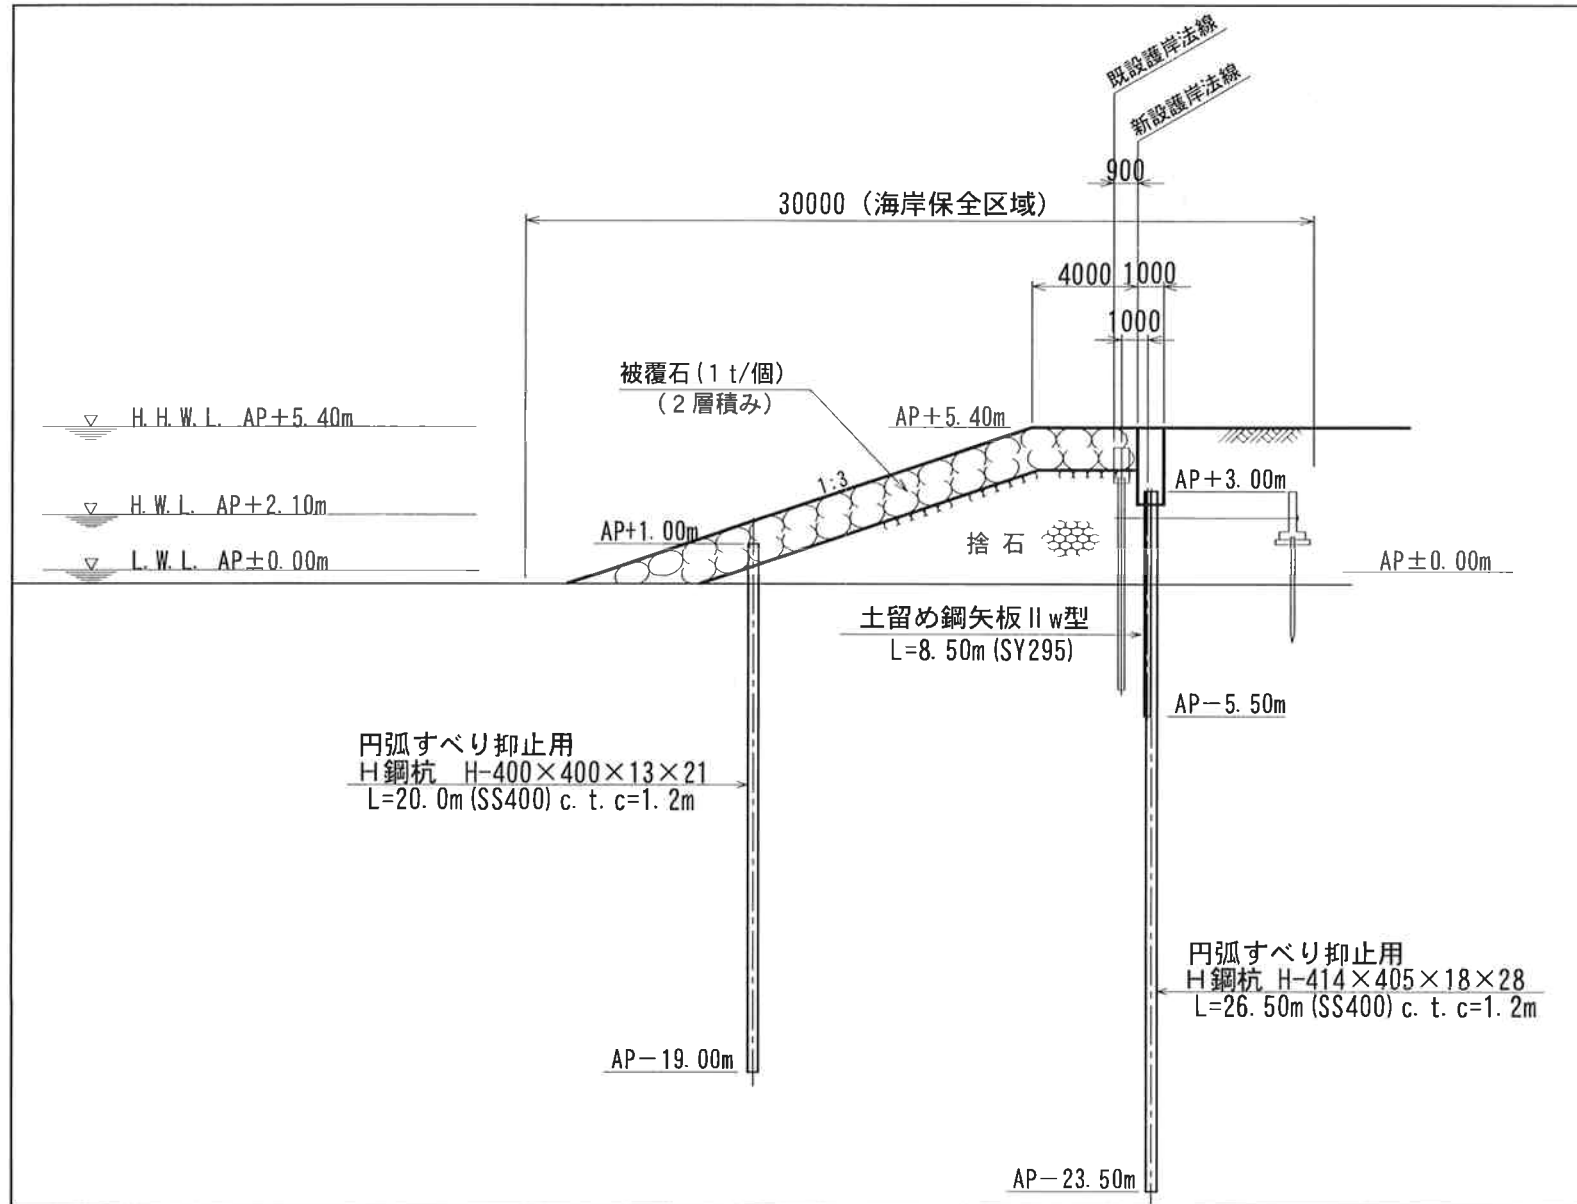 既設護岸法線
新設護岸法線
900
30000 (海岸保全区域)
4000 1000
1000
被覆石(1 t/個)
(2層積み)
H.H.W.L. AP+5.40m
AP+5.40m
1:3
H.W.L. AP+2.10m
AP+3.00m
AP+1.00m
捨石
L.W.L. AP±0.00m
AP±0.00m
土留め鋼矢板Ⅱw型
L=8.50m(SY295)
AP-5.50m
円弧すべり抑止用
H鋼杭 H-400×400×13×21
L=20.0m(SS400) c.t.c=1.2m
円弧すべり抑止用
H鋼杭 H-414×405×18×28
L=26.50m(SS400) c.t.c=1.2m
AP-19.00m
AP-23.50m